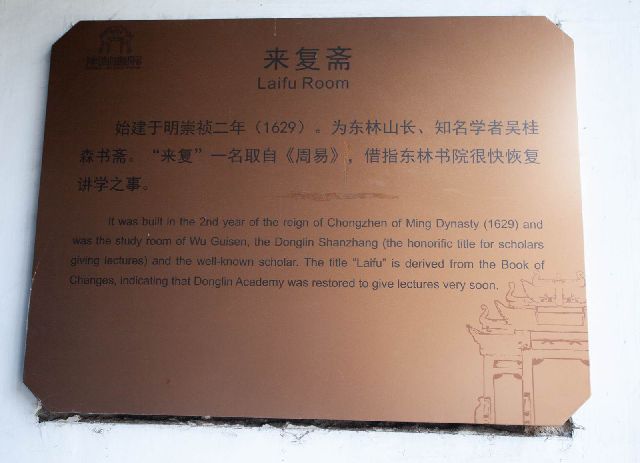 来复斋
Laifu Room
始建于明崇祯二年（1629）。为东林山长、知名学者吴桂
森书斋。“来复”一名取自《周易》，借指东林书院很快恢复
讲学之事。
It was built in the 2nd year of the reign of Chongzhen of Ming Dynasty (1629) and
was the study room of Wu Guisen, the Donglin Shanzhang (the honorific title for scholars
giving lectures) and the well-known scholar. The title "Laifu" is derived from the Book of
Changes, indicating that Donglin Academy was restored to give lectures very soon.